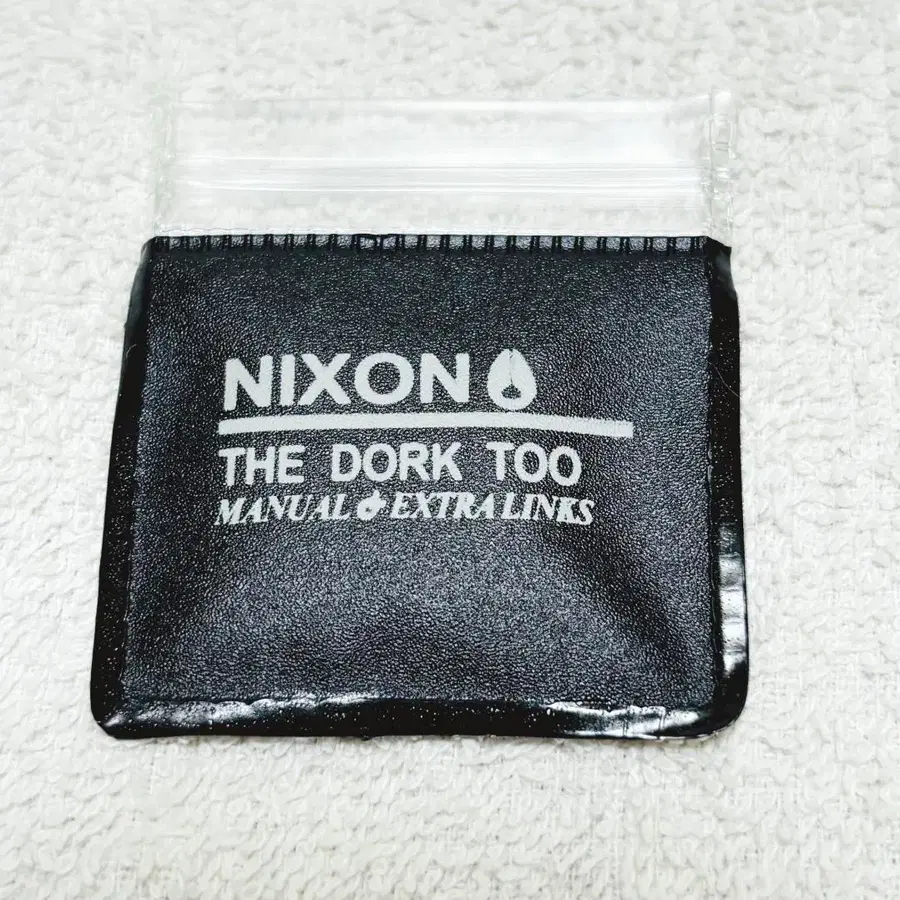 NIXON
THE DORK TOO
MANUAL & EXTRA LINKS